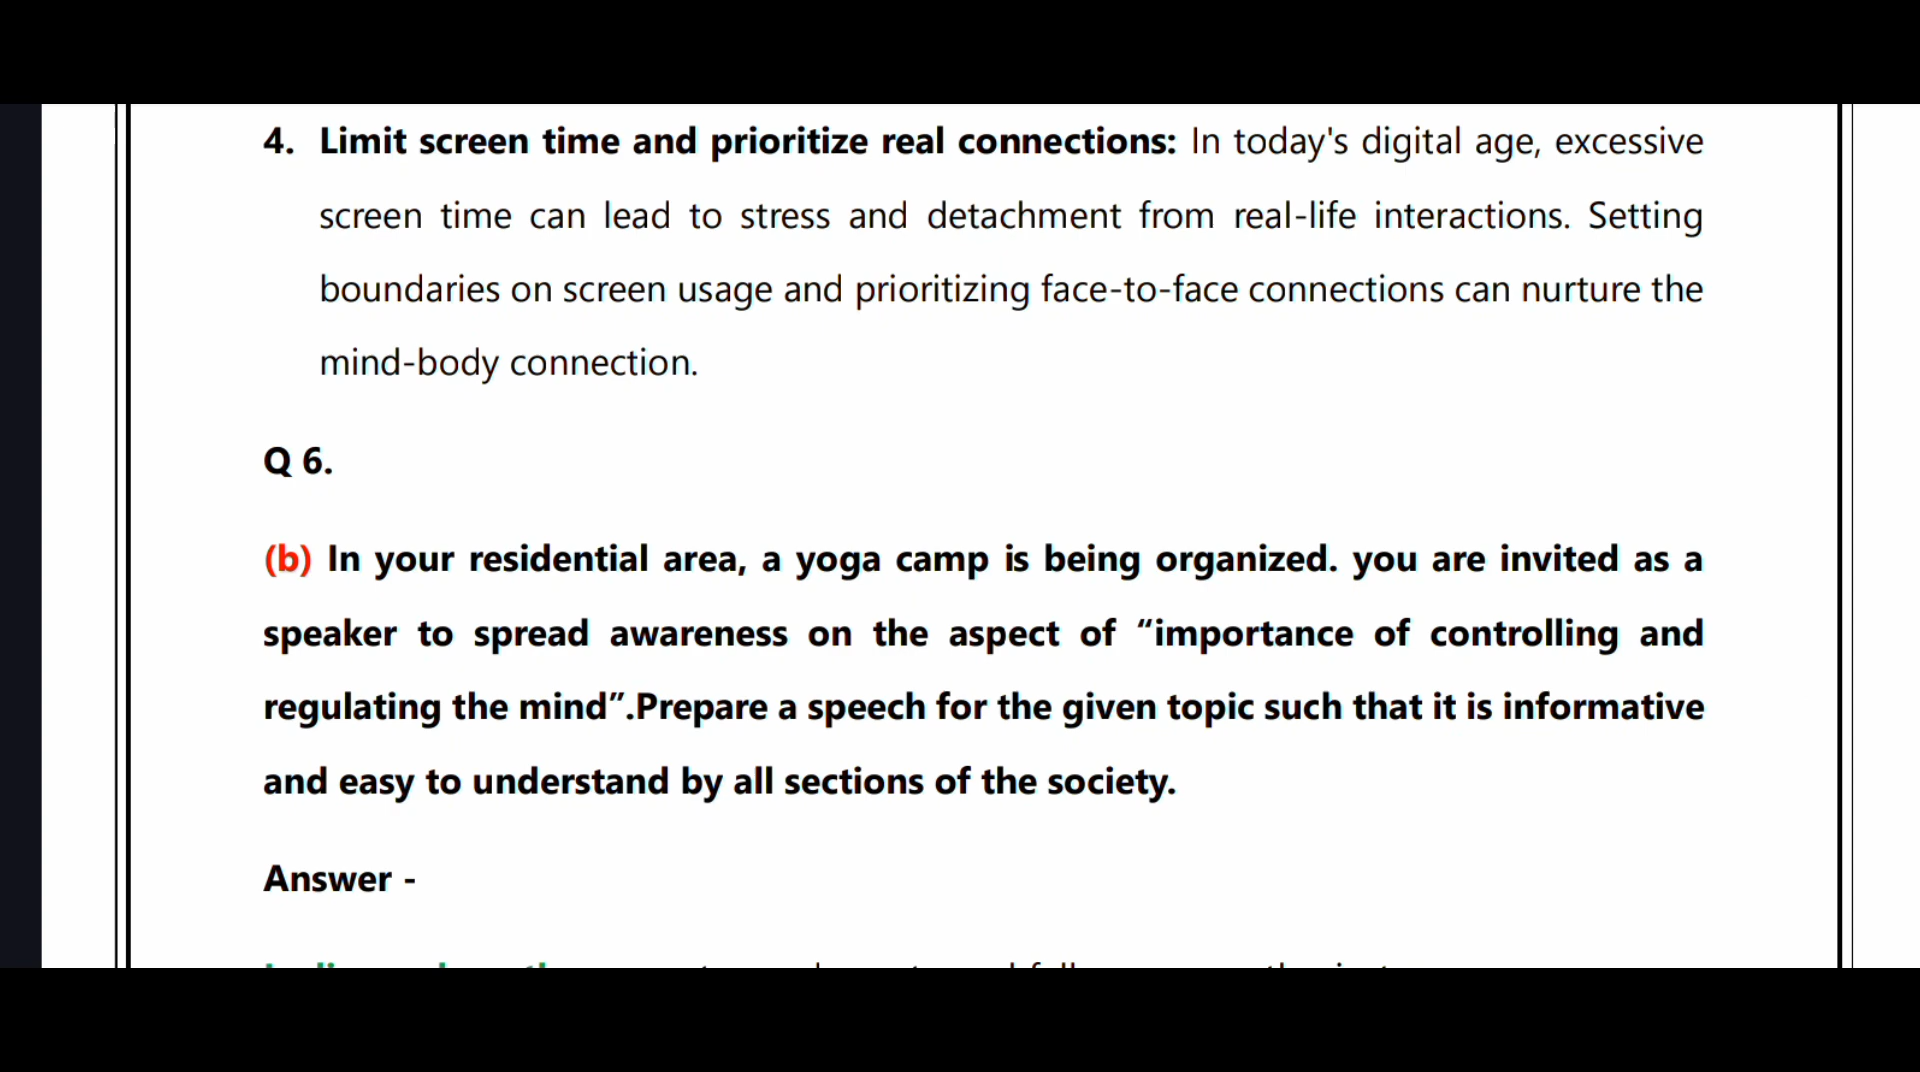 4. Limit screen time and prioritize real connections: In today's digital age, excessive
screen time can lead to stress and detachment from real-life interactions. Setting
boundaries on screen usage and prioritizing face-to-face connections can nurture the
mind-body connection.
Q 6.
(b) In your residential area, a yoga camp is being organized. you are invited as a
speaker to spread awareness on the aspect of “importance of controlling and
regulating the mind”.Prepare a speech for the given topic such that it is informative
and easy to understand by all sections of the society.
Answer -